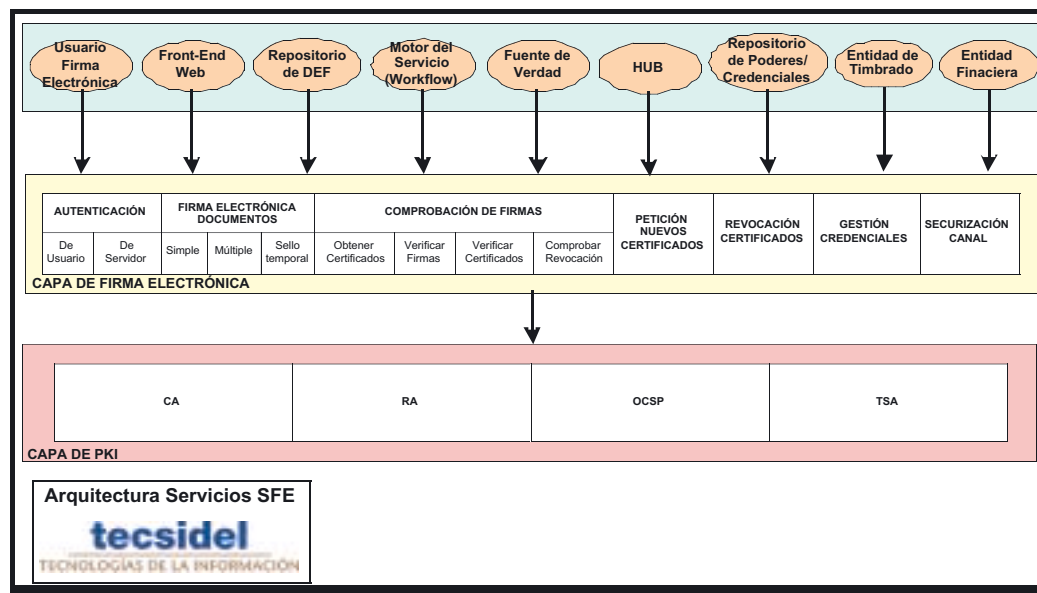 Usuario
Firma
Electrónica
Front-End
Web
Repositorio
de DEF
Motor del
Servicio
(Workflow)
Fuente de
Verdad
HUB
Repositorio
de Poderes/
Credenciales
Entidad de
Timbrado
Entidad
Finaciera
AUTENTICACIÓN
FIRMA ELECTRÓNICA
DOCUMENTOS
COMPROBACIÓN DE FIRMAS
PETICIÓN
NUEVOS
CERTIFICADOS
REVOCACIÓN
CERTIFICADOS
GESTIÓN
CREDENCIALES
SECURIZACIÓN
CANAL
De
Usuario
De
Servidor
Simple
Múltiple
Sello
temporal
Obtener
Certificados
Verificar
Firmas
Verificar
Certificados
Comprobar
Revocación
CAPA DE FIRMA ELECTRÓNICA
CA
RA
OCSP
TSA
CAPA DE PKI
Arquitectura Servicios SFE
tecsidel
TECNOLOGÍAS DE LA INFORMACIÓN